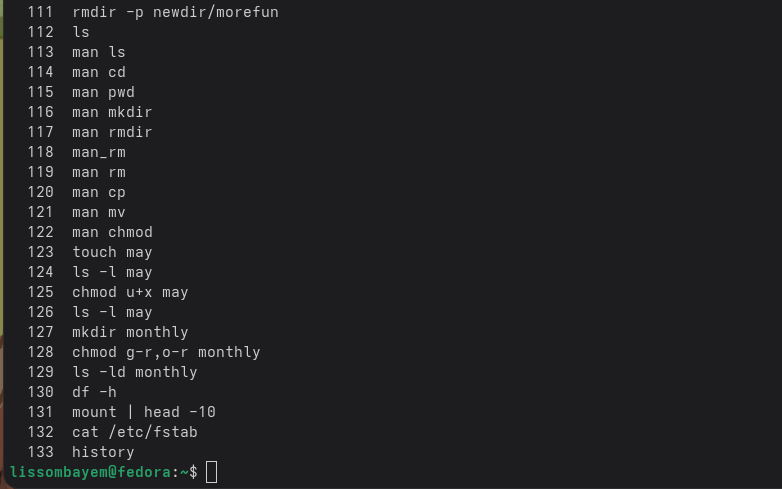 111 rmdir -p newdir/morefun
112 ls
113 man ls
114 man cd
115 man pwd
116 man mkdir
117 man rmdir
118 man_rm
119 man rm
120 man cp
121 man mv
122 man chmod
123 touch may
124 ls -l may
125 chmod u+x may
126 ls -l may
127 mkdir monthly
128 chmod g-r,o-r monthly
129 ls -ld monthly
130 df -h
131 mount | head -10
132 cat /etc/fstab
133 history
lissombayem@fedora:~$